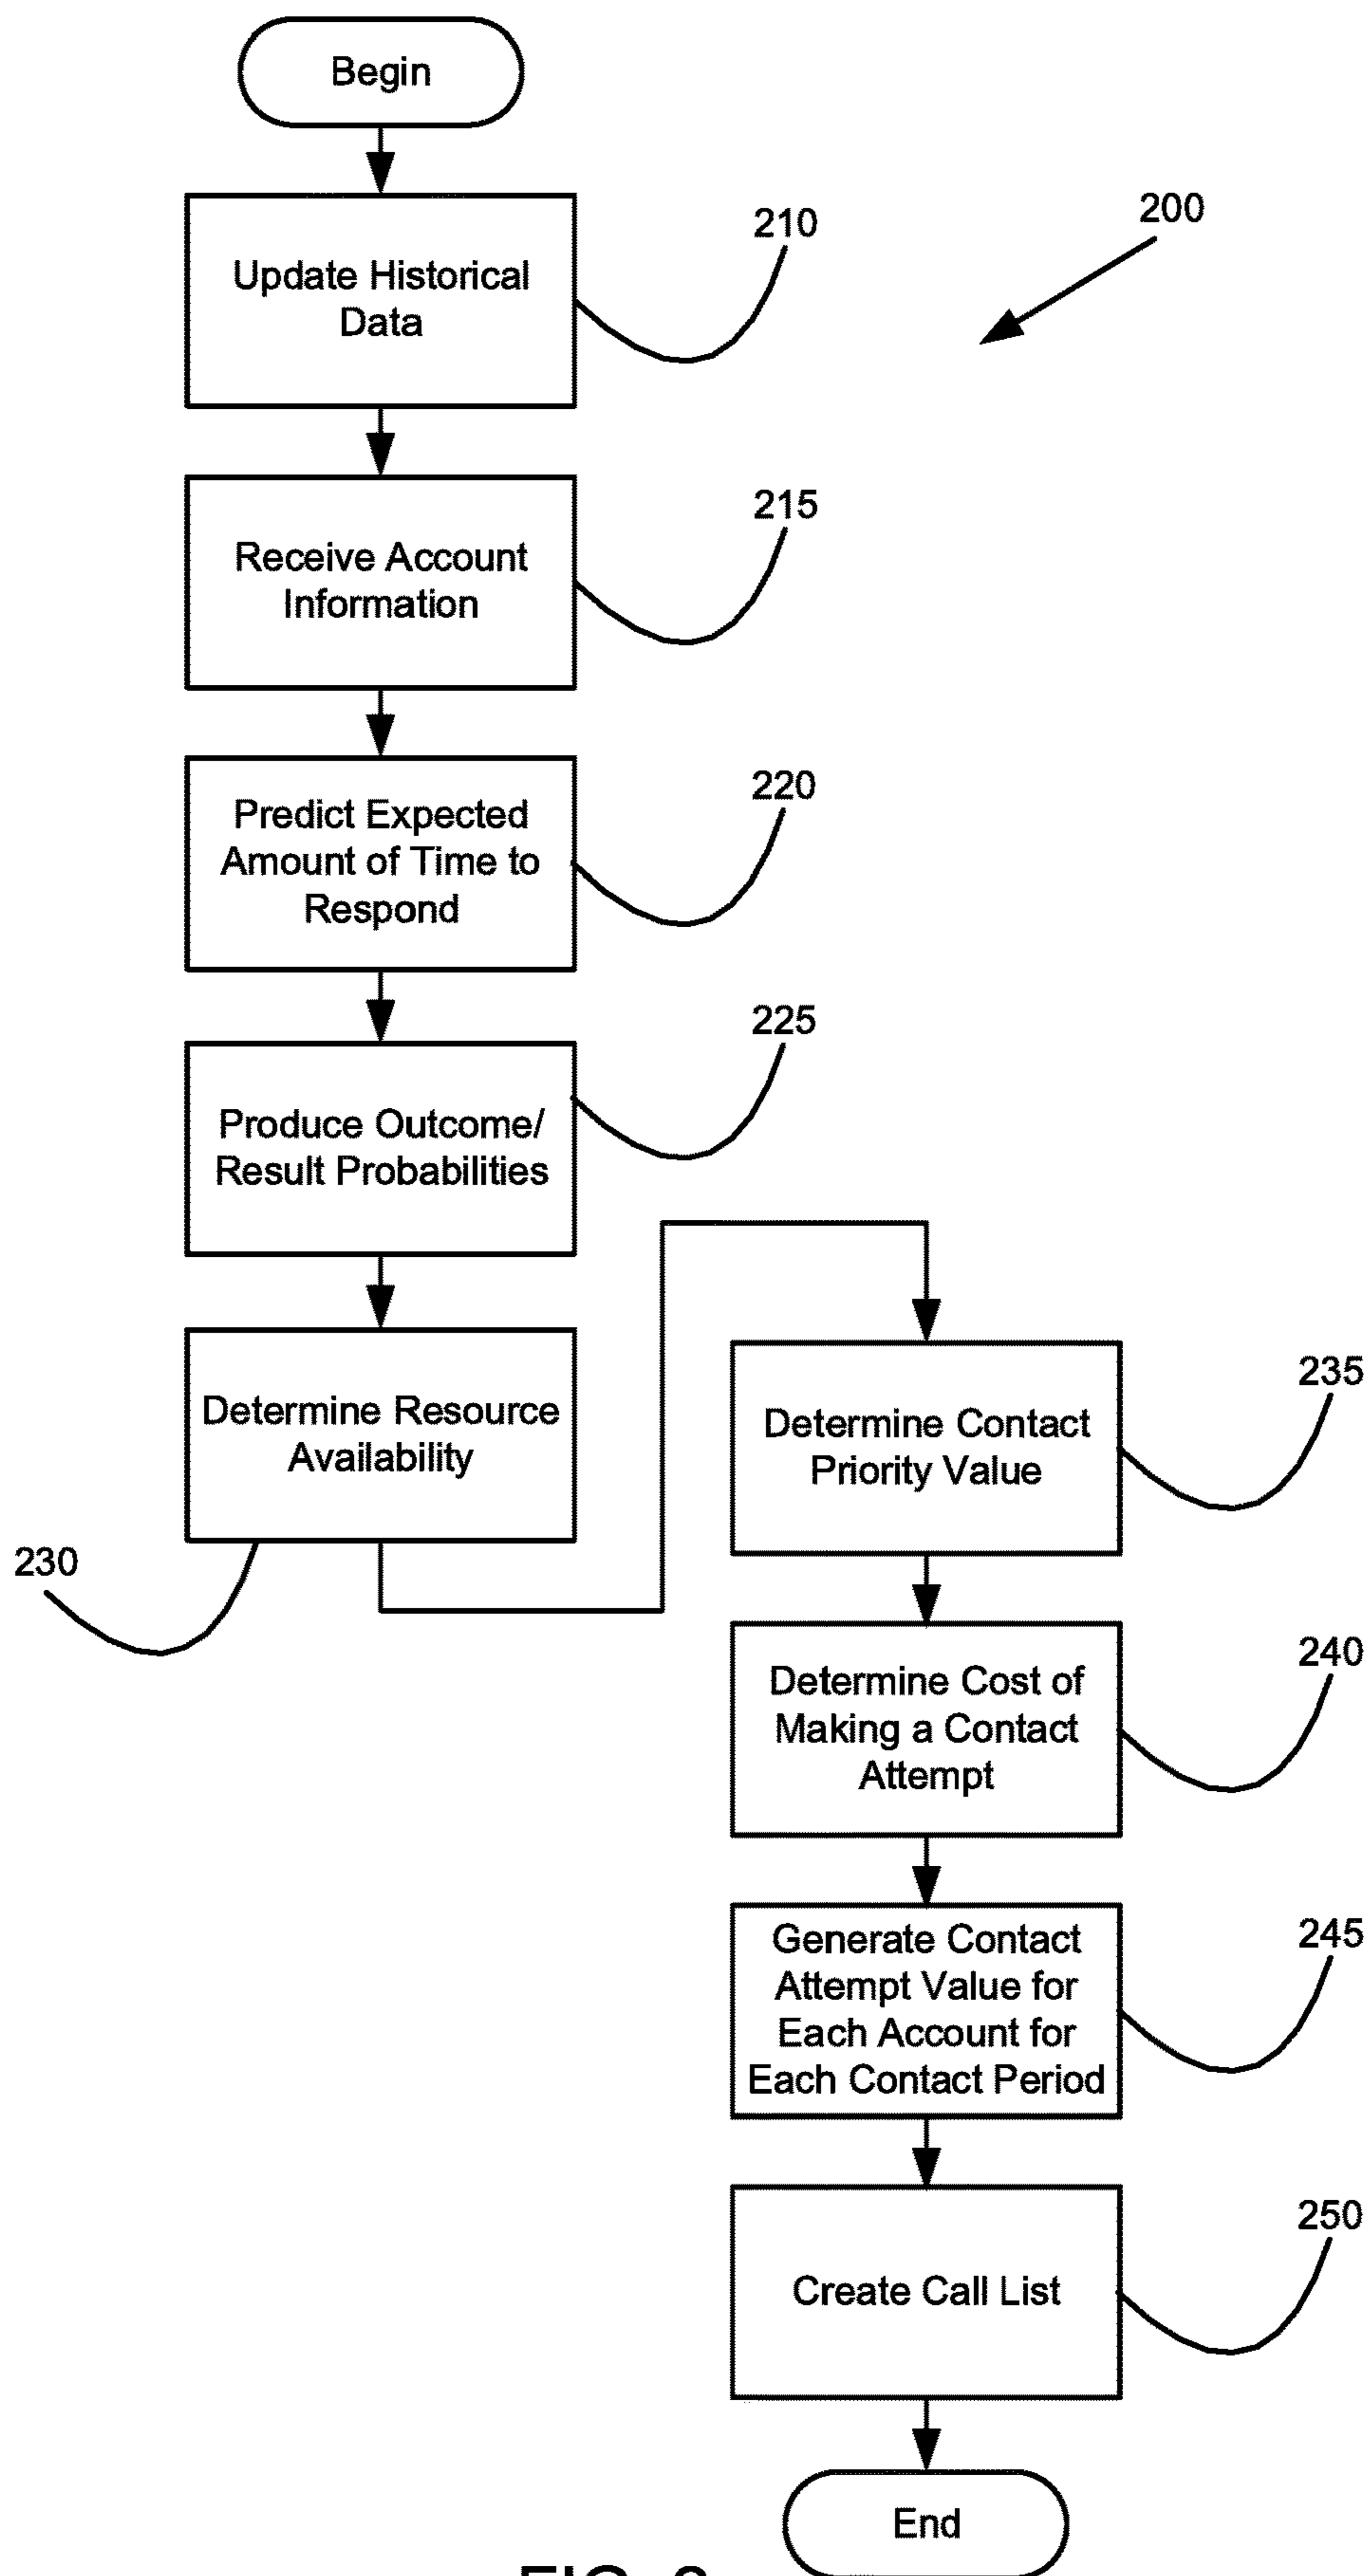 Begin
200
210
Update Historical
Data
215
Receive Account
Information
220
Predict Expected
Amount of Time to
Respond
225
Produce Outcome/
Result Probabilities
Determine Resource
Availability
230
235
Determine Contact
Priority Value
240
Determine Cost of
Making a Contact
Attempt
245
Generate Contact
Attempt Value for
Each Account for
Each Contact Period
250
Create Call List
End
FIG.